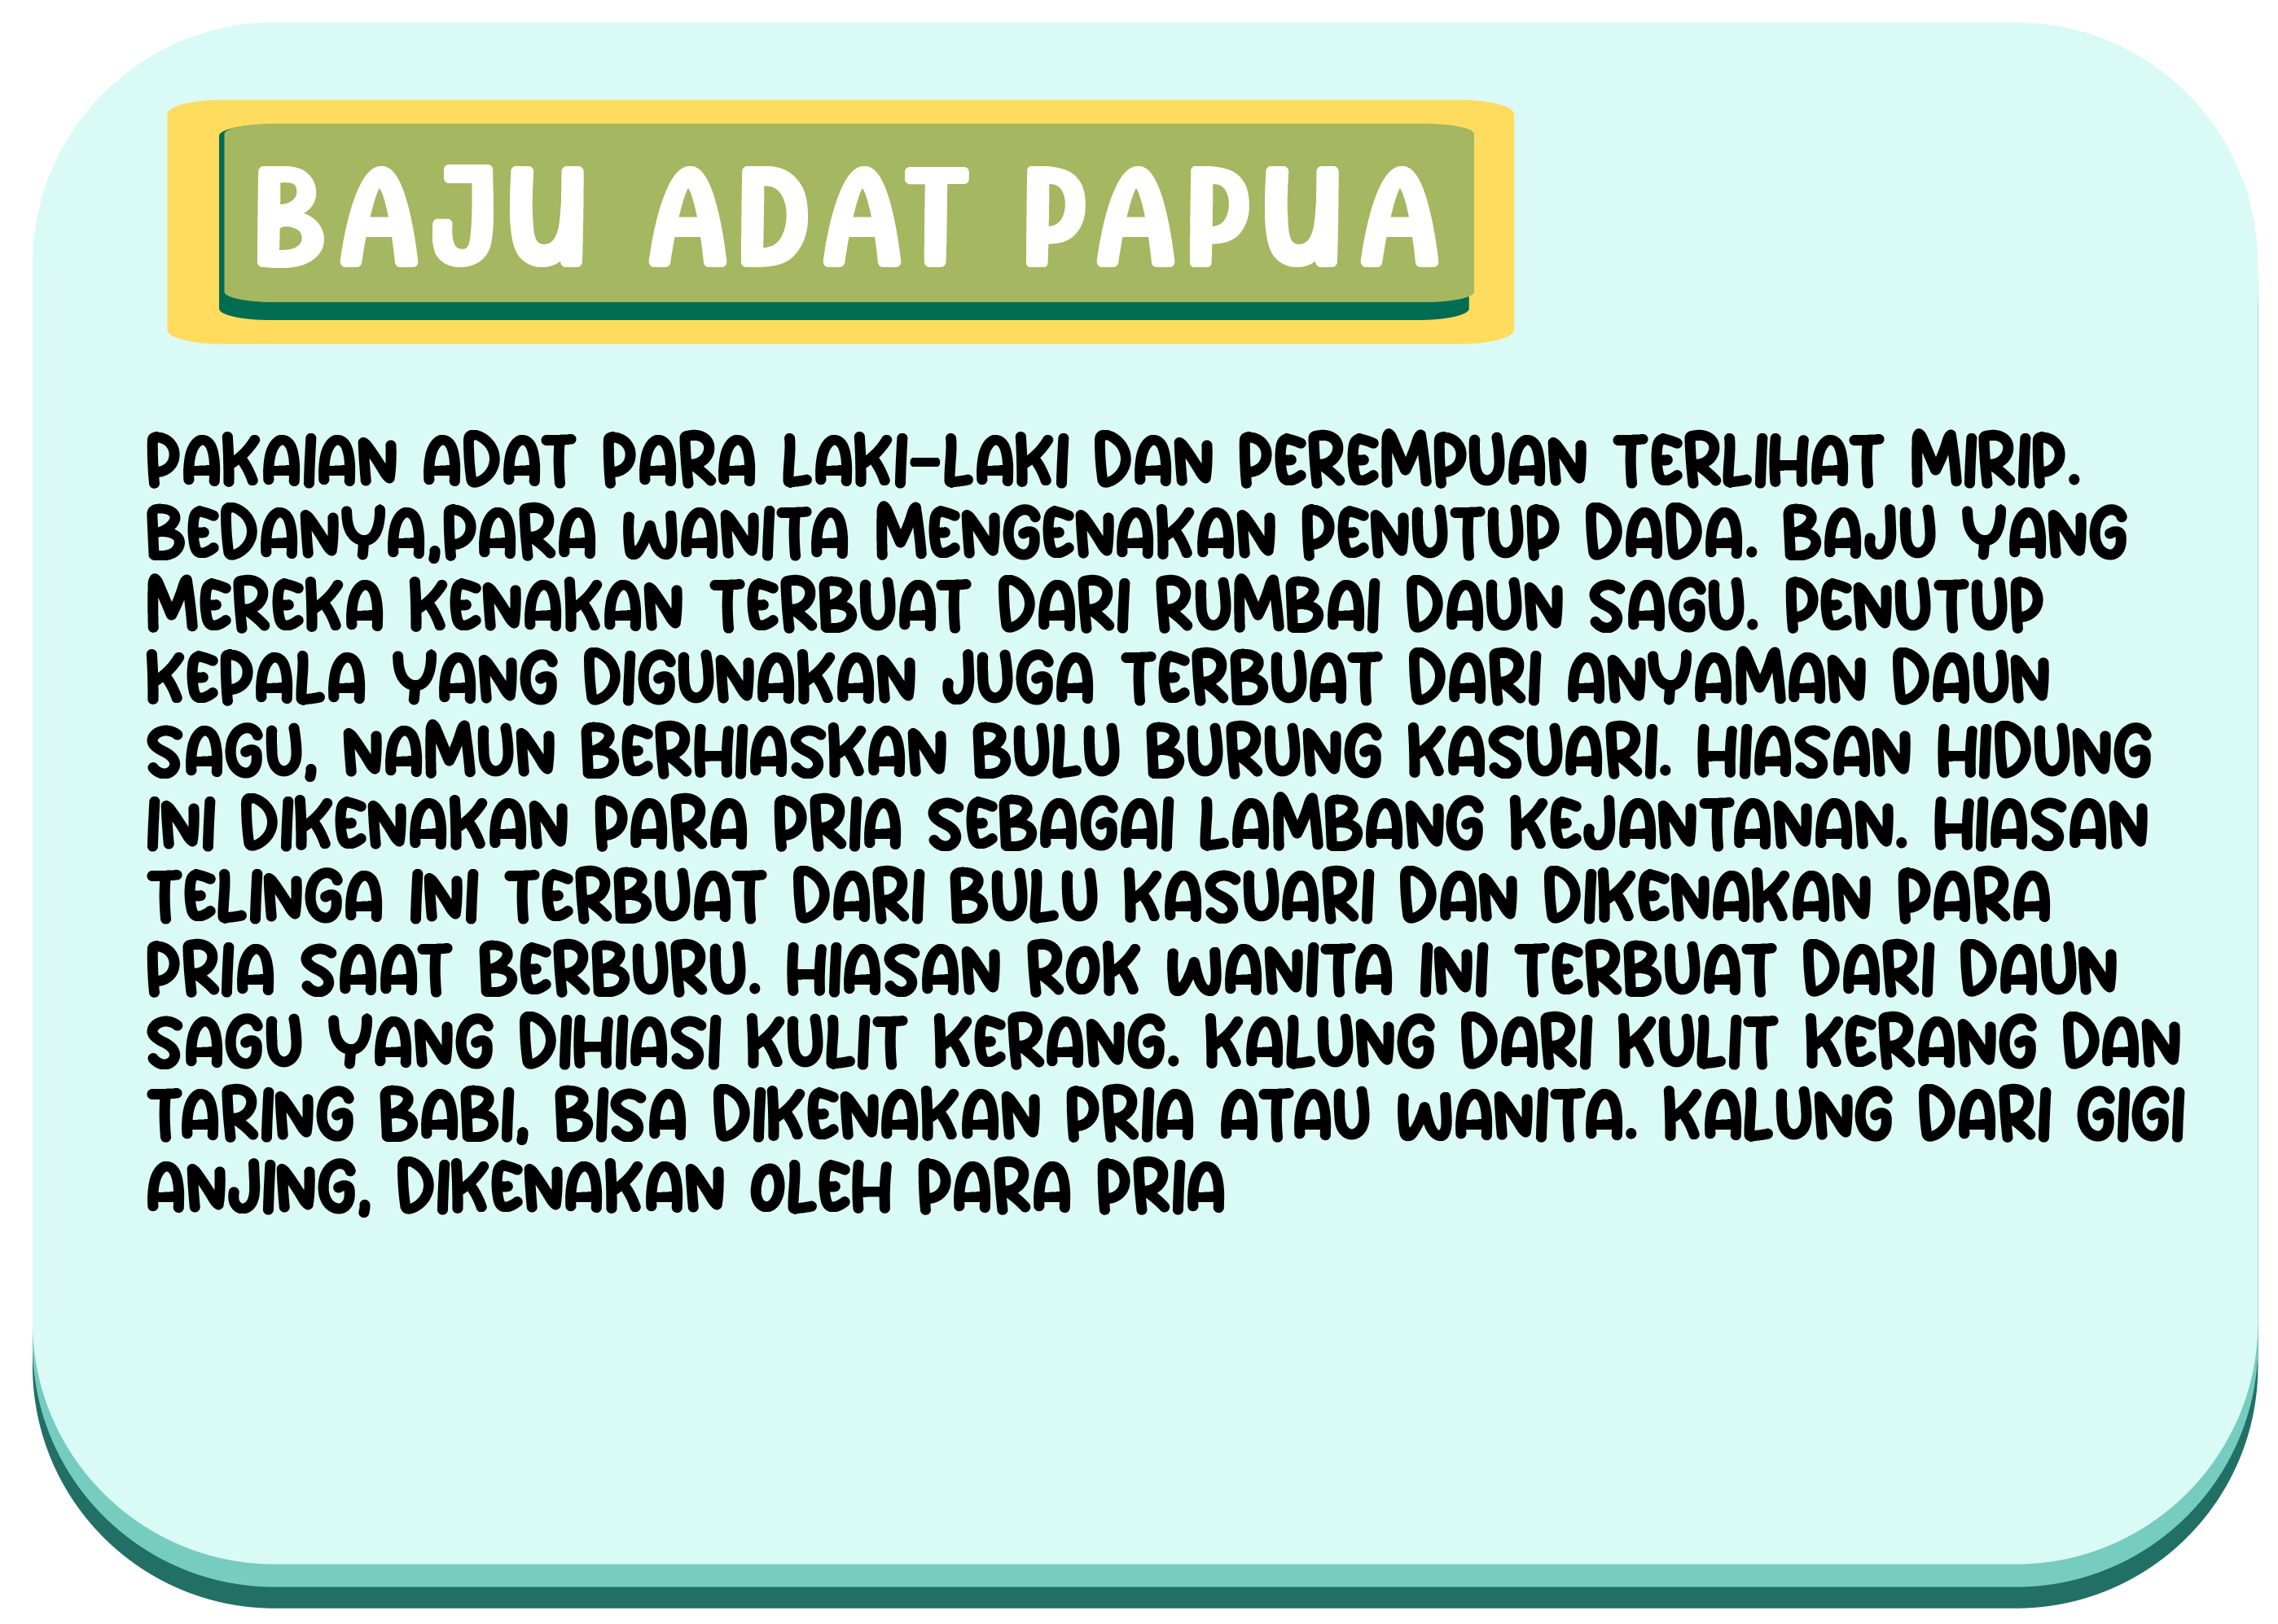 BAJU ADAT PAPUA
PAKAIAN ADAT PARA LAKI-LAKI DAN PEREMPUAN TERLIHAT MIRIP.
BEDANYA,PARA WANITA MENGENAKAN PENUTUP DADA. BAJU YANG
MEREKA KENAKAN TERBUAT DARI RUMBAI DAUN SAGU. PENUTUP
KEPALA YANG DIGUNAKAN JUGA TERBUAT DARI ANYAMAN DAUN
SAGU, NAMUN BERHIASKAN BULU BURUNG KASUARI. HIASAN HIDUNG
INI DIKENAKAN PARA PRIA SEBAGAI LAMBANG KEJANTANAN. HIASAN
TELINGA INI TERBUAT DARI BULU KASUARI DAN DIKENAKAN PARA
PRIA SAAT BERBURU. HIASAN ROK WANITA INI TERBUAT DARI DAUN
SAGU YANG DIHIASI KULIT KERANG. KALUNG DARI KULIT KERANG DAN
TARING BABI, BISA DIKENAKAN PRIA ATAU WANITA. KALUNG DARI GIGI
ANJING, DIKENAKAN OLEH PARA PRIA